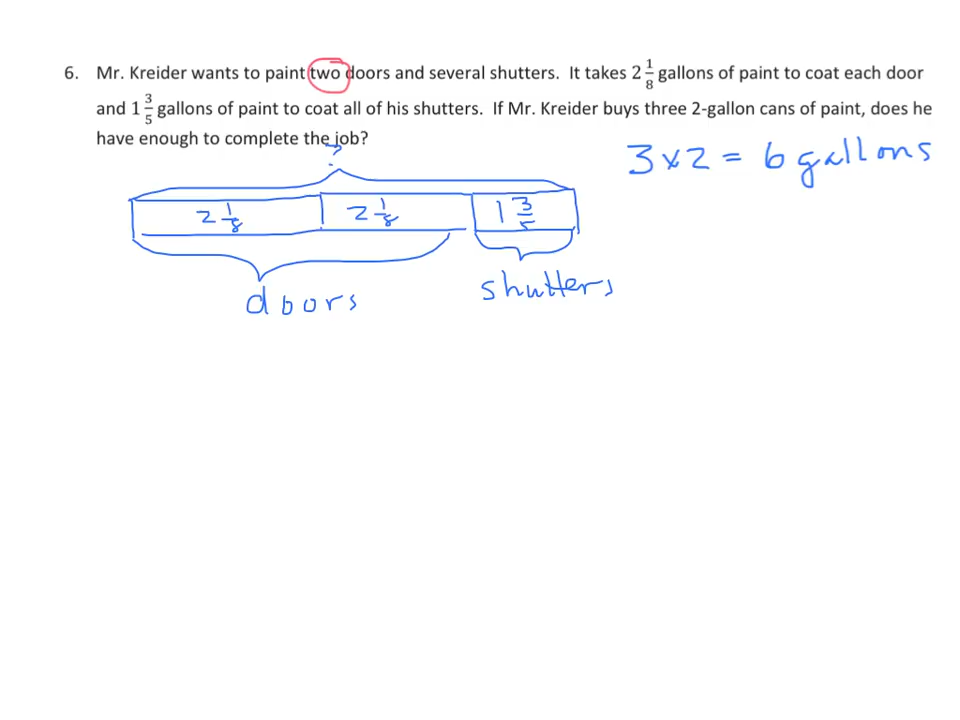 6. Mr. Kreider wants to paint two doors and several shutters. It takes 2 1/8 gallons of paint to coat each door
and 1 3/5 gallons of paint to coat all of his shutters. If Mr. Kreider buys three 2-gallon cans of paint, does he
have enough to complete the job?
3 x 2 = 6 gallons
?
2 1/8 2 1/8 1 3/5
doors shutters